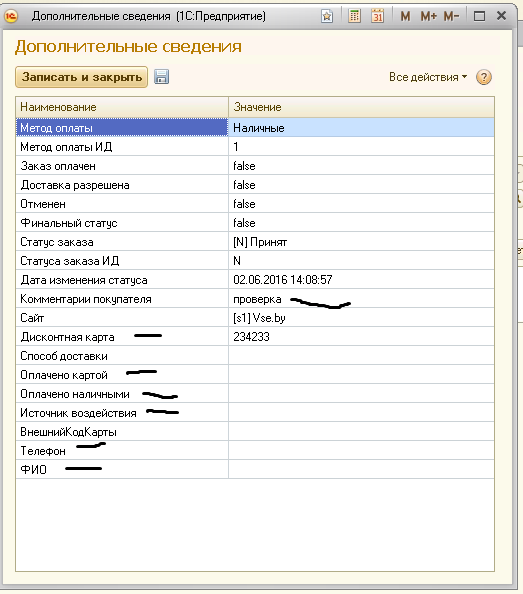 Дополнительные сведения (1С:Предприятие)
M M+ M-
Дополнительные сведения
Записать и закрыть
Все действия
?
Наименование Значение
Метод оплаты Наличные
Метод оплаты ИД 1
Заказ оплачен false
Доставка разрешена false
Отменен false
Финальный статус false
Статус заказа [N] Принят
Статуса заказа ИД N
Дата изменения статуса 02.06.2016 14:08:57
Комментарии покупателя проверка
Сайт [s1] Vse.by
Дисконтная карта 234233
Способ доставки
Оплачено картой
Оплачено наличными
Источник воздействия
ВнешнийКодКарты
Телефон
ФИО